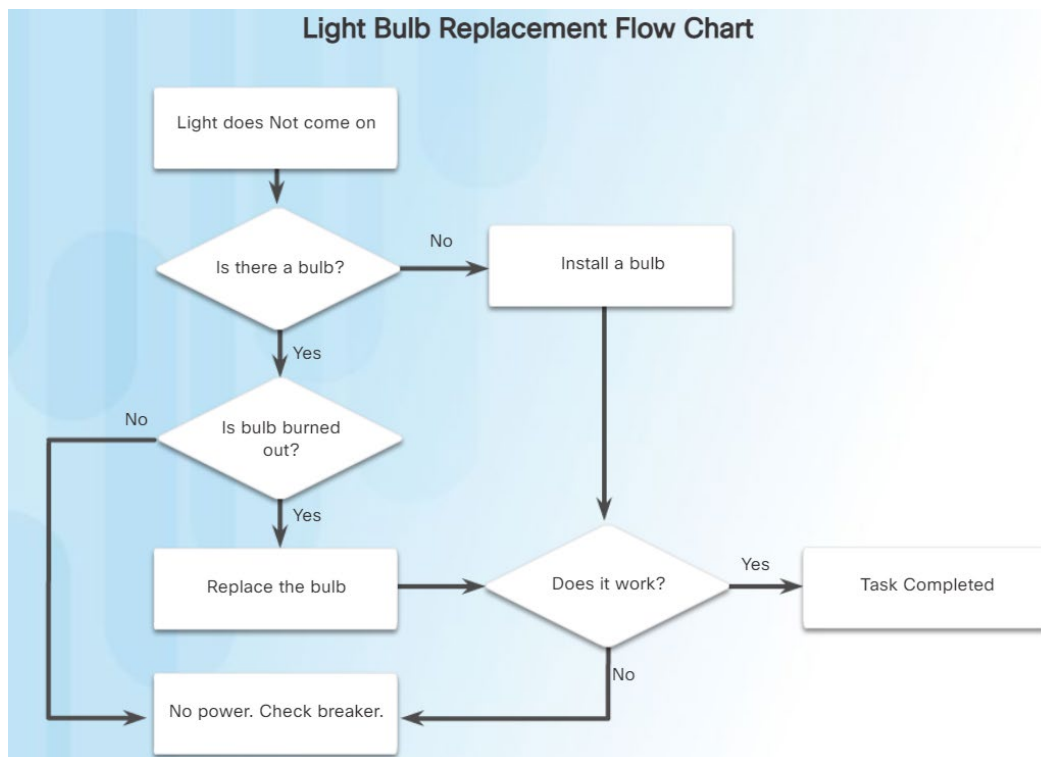 Light Bulb Replacement Flow Chart
Light does Not come on
Is there a bulb?
No
Install a bulb
Yes
No
Is bulb burned
out?
Yes
Replace the bulb
Does it work?
Yes
Task Completed
No
No power. Check breaker.